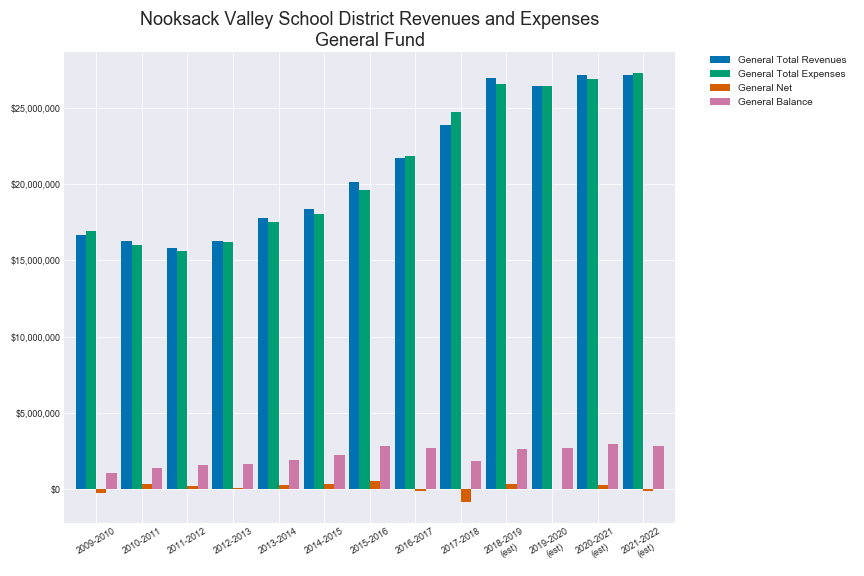 Nooksack Valley School District Revenues and Expenses
General Fund
General Total Revenues
General Total Expenses
General Net
General Balance
$25,000,000
$20,000,000
$15,000,000
$10,000,000
$5,000,000
$0
2009-2010
2010-2011
2011-2012
2012-2013
2013-2014
2014-2015
2015-2016
2016-2017
2017-2018
2018-2019
(est)
2019-2020
(est)
2020-2021
(est)
2021-2022
(est)